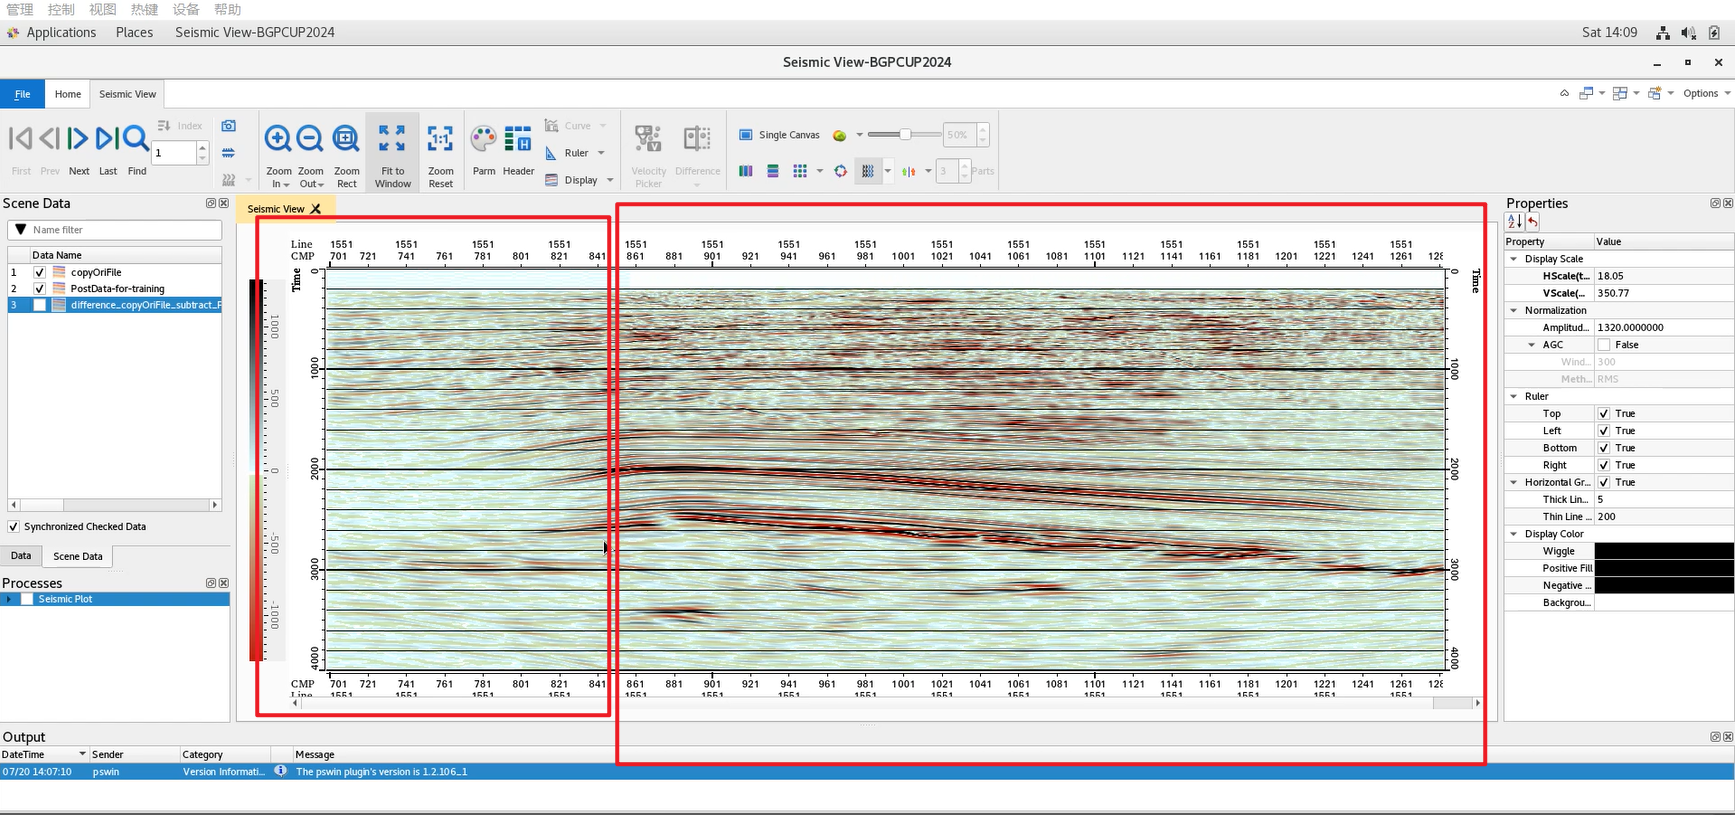 管理 控制 视图 热键 设备 帮助
Applications Places Seismic View-BGPCUP2024 Sat 14:09
Seismic View-BGPCUP2024
File Home Seismic View Options
Index
1
First Prev Next Last Find
Zoom In Zoom Out Zoom Rect Fit to Window Zoom Reset
Parm Header
Curve
Ruler
Display
Velocity Picker Difference
Single Canvas 50%
3 Parts
Scene Data
Name filter
Data Name
1 copyOriFile
2 PostData-for-training
3 difference_copyOriFile_subtract_F
Synchronized Checked Data
Data Scene Data
Processes
Seismic Plot
Seismic View
Line 1551 1551 1551 1551 1551 1551 1551 1551 1551 1551 1551 1551 1551 1551 1551
CMP 701 721 741 761 781 801 821 841 861 881 901 921 941 961 981 1001 1021 1041 1061 1081 1101 1121 1141 1161 1181 1201 1221 1241 1261 128
Time
0
1000
2000
3000
4000
1000
500
0
-500
-1000
Time
0
1000
2000
3000
4000
CMP 701 721 741 761 781 801 821 841 861 881 901 921 941 961 981 1001 1021 1041 1061 1081 1101 1121 1141 1161 1181 1201 1221 1241 1261 128
Line 1551 1551 1551 1551 1551 1551 1551 1551 1551 1551 1551 1551 1551 1551 1551
Properties
Property Value
Display Scale
HScale(t... 18.05
VScale(... 350.77
Normalization
Amplitud... 1320.0000000
AGC False
Wind... 300
Meth... RMS
Ruler
Top True
Left True
Bottom True
Right True
Horizontal Gr... True
Thick Lin... 5
Thin Line ... 200
Display Color
Wiggle
Positive Fill
Negative ...
Backgrou...
Output
DateTime Sender Category Message
07/20 14:07:10 pswin Version Informati... The pswin plugin's version is 1.2.106_1